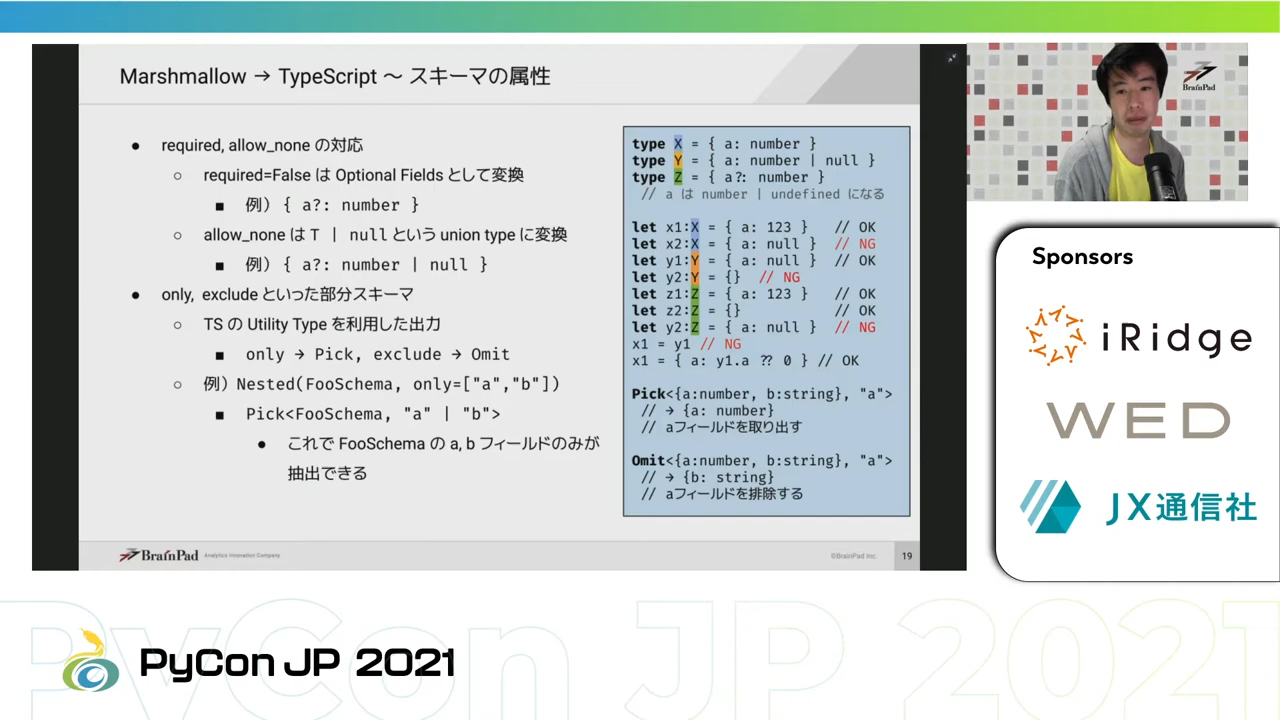 Marshmallow → TypeScript ～ スキーマの属性
● required, allow_none の対応
○ required=False は Optional Fields として変換
■ 例）{ a?: number }
○ allow_none は T | null という union type に変換
■ 例）{ a?: number | null }
● only, exclude といった部分スキーマ
○ TS の Utility Type を利用した出力
■ only → Pick, exclude → Omit
○ 例）Nested(FooSchema, only=["a","b"])
■ Pick<FooSchema, "a" | "b">
● これで FooSchema の a, b フィールドのみが
抽出できる
type X = { a: number }
type Y = { a: number | null }
type Z = { a?: number }
// a は number | undefined になる
let x1:X = { a: 123 } // OK
let x2:X = { a: null } // NG
let y1:Y = { a: null } // OK
let y2:Y = {} // NG
let z1:Z = { a: 123 } // OK
let z2:Z = {} // OK
let y2:Z = { a: null } // NG
x1 = y1 // NG
x1 = { a: y1.a ?? 0 } // OK
Pick<{a:number, b:string}, "a">
// → {a: number}
// aフィールドを取り出す
Omit<{a:number, b:string}, "a">
// → {b: string}
// aフィールドを排除する
BrainPad Analytics Innovation Company
©BrainPad Inc.
19
BrainPad
Sponsors
iRidge
WED
JX通信社
PyCon JP 2021
PyCon JP 2021